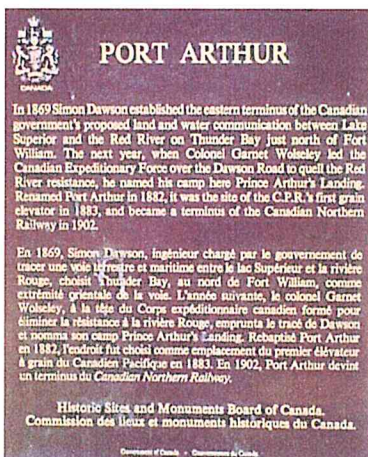 CANADA
PORT ARTHUR
In 1869 Simon Dawson established the eastern terminus of the Canadian
government's proposed land and water communication between Lake
Superior and the Red River on Thunder Bay just north of Fort
William. The next year, when Colonel Garnet Wolseley led the
Canadian Expeditionary Force over the Dawson Road to quell the Red
River resistance, he named his camp here Prince Arthur's Landing.
Renamed Port Arthur in 1882, it was the site of the C.P.R.'s first grain
elevator in 1883, and became a terminus of the Canadian Northern
Railway in 1902.
En 1869, Simon Dawson, ingénieur chargé par le gouvernement de
tracer une voie terrestre et maritime entre le lac Supérieur et la rivière
Rouge, choisit Thunder Bay, au nord de Fort William, comme
extrémité orientale de la voie. L'année suivante, le colonel Garnet
Wolseley, à la tête du Corps expéditionnaire canadien formé pour
éliminer la résistance à la rivière Rouge, emprunta le tracé de Dawson
et nomma son camp Prince Arthur's Landing. Rebaptisé Port Arthur
en 1882, l'endroit fut choisi comme emplacement du premier élévateur
à grain du Canadien Pacifique en 1883. En 1902, Port Arthur devint
un terminus du Canadian Northern Railway.
Historic Sites and Monuments Board of Canada.
Commission des lieux et monuments historiques du Canada.
Government of Canada • Gouvernement du Canada